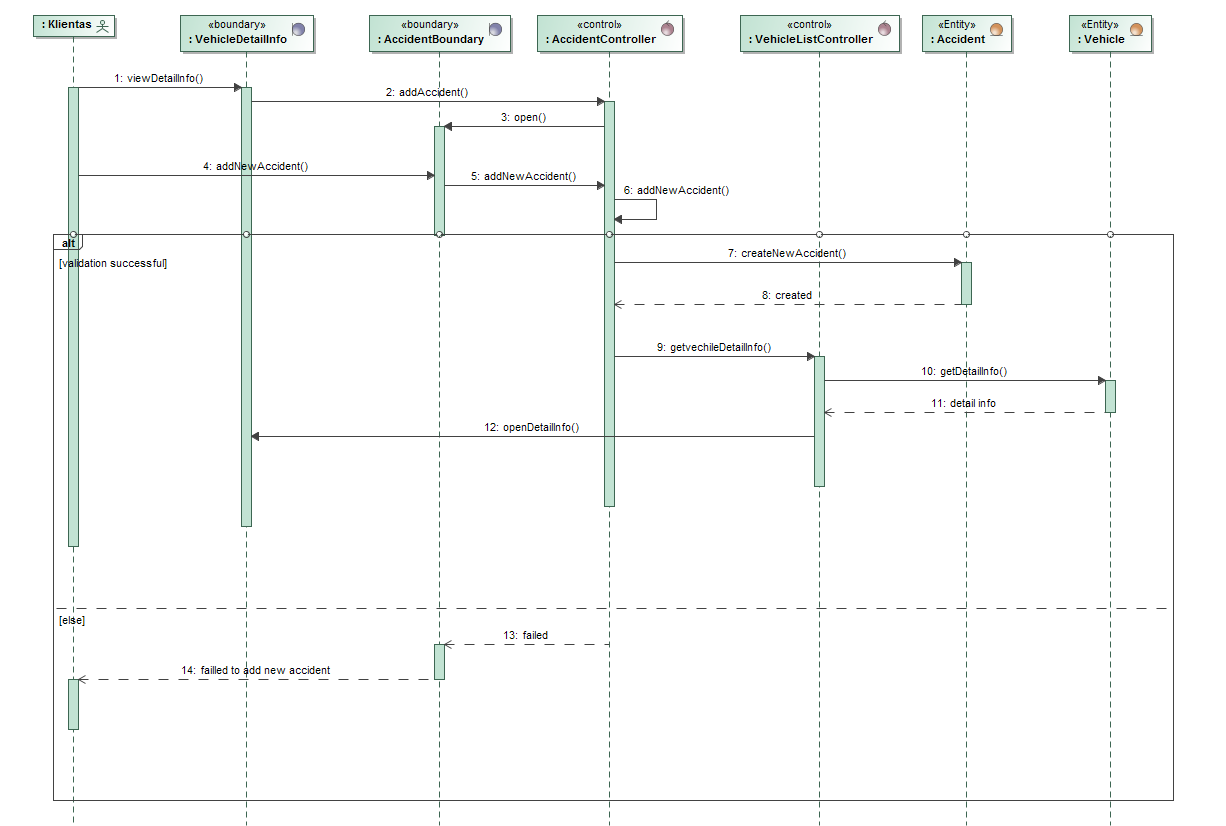 : Klientas
«boundary»
: VehicleDetailInfo
«boundary»
: AccidentBoundary
«control»
: AccidentController
«control»
: VehicleListController
«Entity»
: Accident
«Entity»
: Vehicle
1: viewDetailInfo()
2: addAccident()
3: open()
4: addNewAccident()
5: addNewAccident()
6: addNewAccident()
alt
[validation successful]
7: createNewAccident()
8: created
9: getvechileDetailInfo()
10: getDetailInfo()
11: detail info
12: openDetailInfo()
[else]
13: failed
14: failled to add new accident